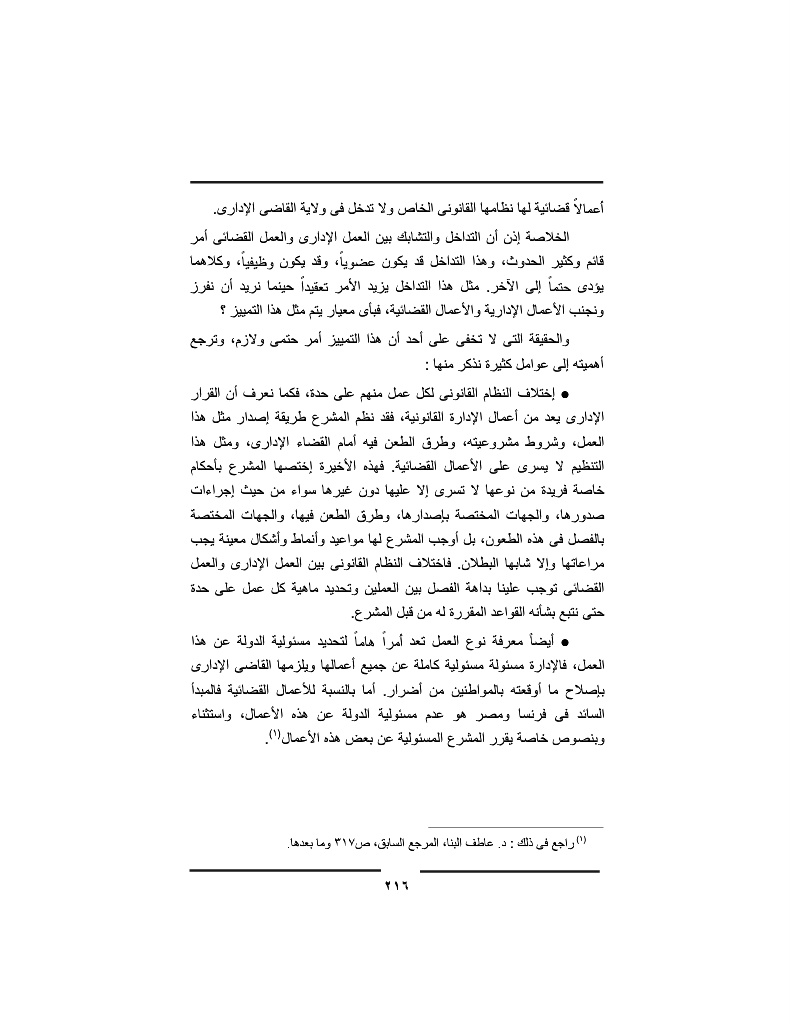 أعمالاً قضائية لها نظامها القانونى الخاص ولا تدخل فى ولاية القاضى الإدارى.
الخلاصة إذن أن التداخل والتشابك بين العمل الإدارى والعمل القضائى أمر
قائم وكثير الحدوث، وهذا التداخل قد يكون عضوياً، وقد يكون وظيفياً، وكلاهما
يؤدى حتماً إلى الآخر. مثل هذا التداخل يزيد الأمر تعقيداً حينما نريد أن نفرز
ونجنب الأعمال الإدارية والأعمال القضائية، فبأى معيار يتم مثل هذا التمييز ؟
والحقيقة التى لا تخفى على أحد أن هذا التمييز أمر حتمى ولازم، وترجع
أهميته إلى عوامل كثيرة نذكر منها :
● إختلاف النظام القانونى لكل عمل منهم على حدة، فكما نعرف أن القرار
الإدارى يعد من أعمال الإدارة القانونية، فقد نظم المشرع طريقة إصدار مثل هذا
العمل، وشروط مشروعيته، وطرق الطعن فيه أمام القضاء الإدارى، ومثل هذا
التنظيم لا يسرى على الأعمال القضائية. فهذه الأخيرة إختصها المشرع بأحكام
خاصة فريدة من نوعها لا تسرى إلا عليها دون غيرها سواء من حيث إجراءات
صدورها، والجهات المختصة بإصدارها، وطرق الطعن فيها، والجهات المختصة
بالفصل فى هذه الطعون، بل أوجب المشرع لها مواعيد وأنماط وأشكال معينة يجب
مراعاتها وإلا شابها البطلان. فاختلاف النظام القانونى بين العمل الإدارى والعمل
القضائى توجب علينا بداهة الفصل بين العملين وتحديد ماهية كل عمل على حدة
حتى نتبع بشأنه القواعد المقررة له من قبل المشرع.
● أيضاً معرفة نوع العمل تعد أمراً هاماً لتحديد مسئولية الدولة عن هذا
العمل، فالإدارة مسئولة مسئولية كاملة عن جميع أعمالها ويلزمها القاضى الإدارى
بإصلاح ما أوقعته بالمواطنين من أضرار. أما بالنسبة للأعمال القضائية فالمبدأ
السائد فى فرنسا ومصر هو عدم مسئولية الدولة عن هذه الأعمال، واستثناء
وبنصوص خاصة يقرر المشرع المسئولية عن بعض هذه الأعمال(١).
(١) راجع فى ذلك : د. عاطف البنا، المرجع السابق، ص٣١٧ وما بعدها.
٢١٦